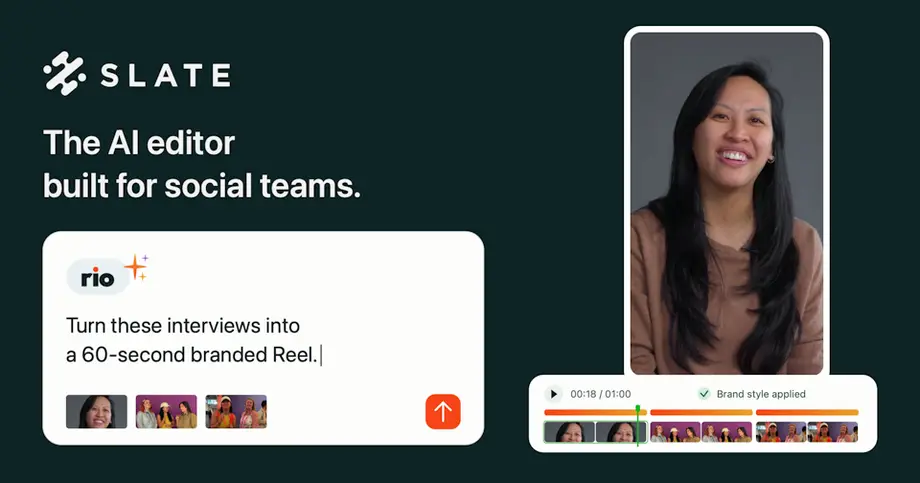 SLATE
The AI editor
built for social teams.
rio
Turn these interviews into
a 60-second branded Reel.
00:18 / 01:00
Brand style applied